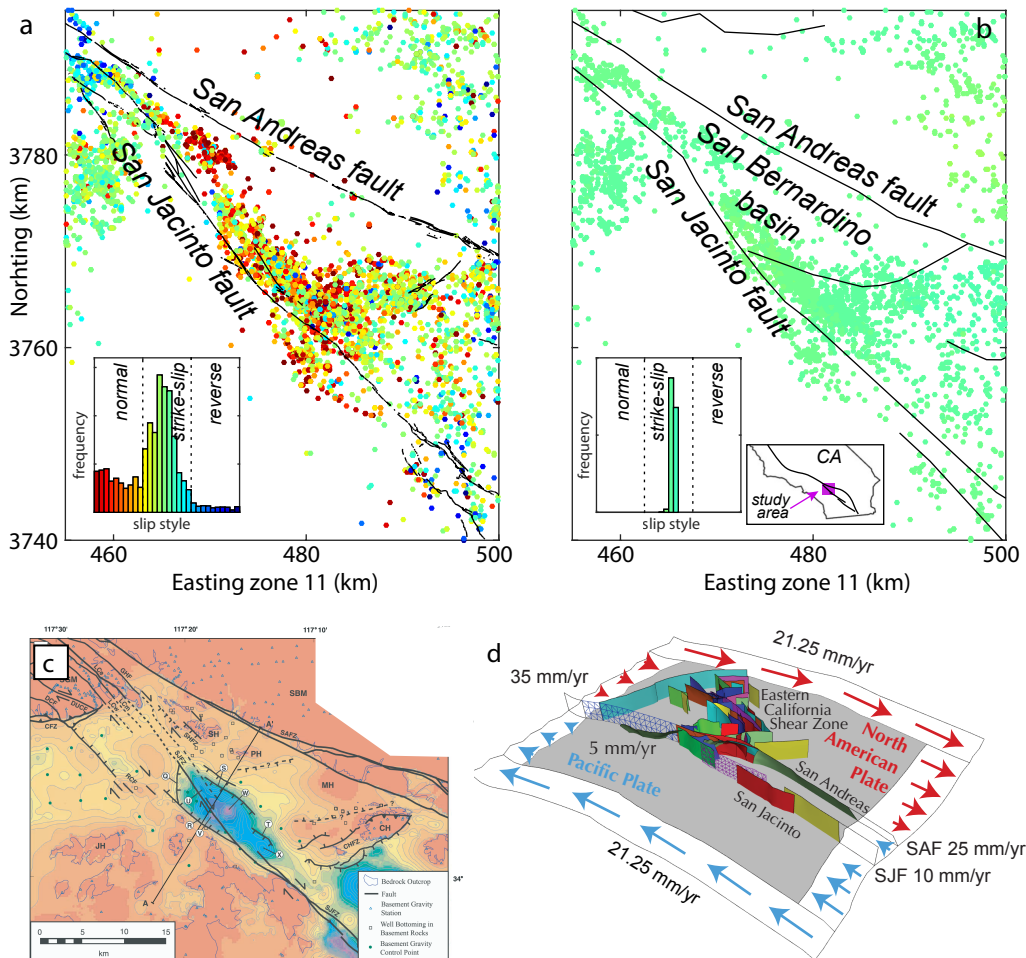 a
San Andreas fault
San Jacinto fault
normal
strike-slip
reverse
frequency
slip style
Norhting (km)
3780
3760
3740
460
480
500
Easting zone 11 (km)
b
San Andreas fault
San Bernardino
basin
San Jacinto fault
normal
strike-slip
reverse
frequency
slip style
CA
study
area
460
480
500
Easting zone 11 (km)
c
117°30'
117°20'
117°10'
SBM
SAFZ
SH
PH
MH
CH
CHFZ
JH
SJFZ
CFZ
RCF
A'
A
Q
U
R
V
S
W
T
X
34°
Bedrock Outcrop
Fault
Basement Gravity
Station
Well Bottoming in
Basement Rocks
Basement Gravity
Control Point
0 5 10 15
km
d
21.25 mm/yr
35 mm/yr
Eastern
California
Shear Zone
North
American
Plate
5 mm/yr
Pacific Plate
San Andreas
San Jacinto
SAF 25 mm/yr
SJF 10 mm/yr
21.25 mm/yr